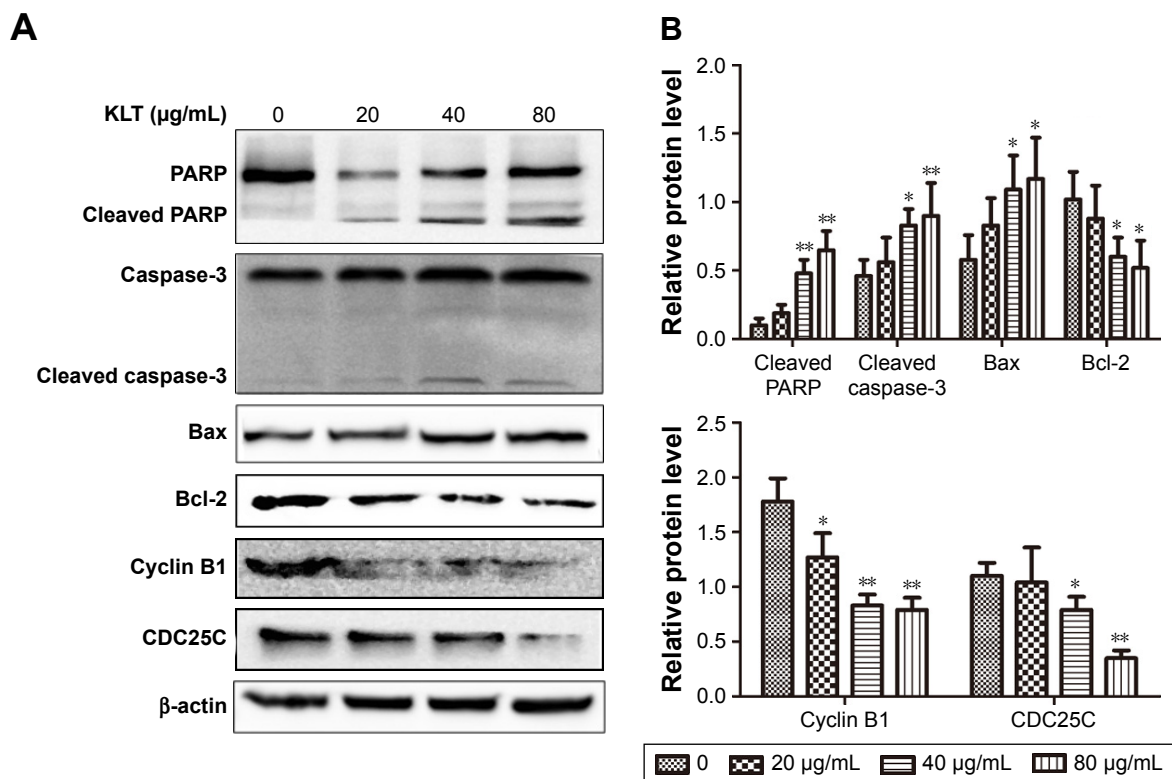 A
KLT (µg/mL) 0 20 40 80
PARP
Cleaved PARP
Caspase-3
Cleaved caspase-3
Bax
Bcl-2
Cyclin B1
CDC25C
β-actin
B
Relative protein level
2.0
1.5
1.0
0.5
0.0
** **
* **
* *
* *
Cleaved PARP
Cleaved caspase-3
Bax
Bcl-2
Relative protein level
2.5
2.0
1.5
1.0
0.5
0.0
* ** **
* **
Cyclin B1 CDC25C
0 20 µg/mL 40 µg/mL 80 µg/mL